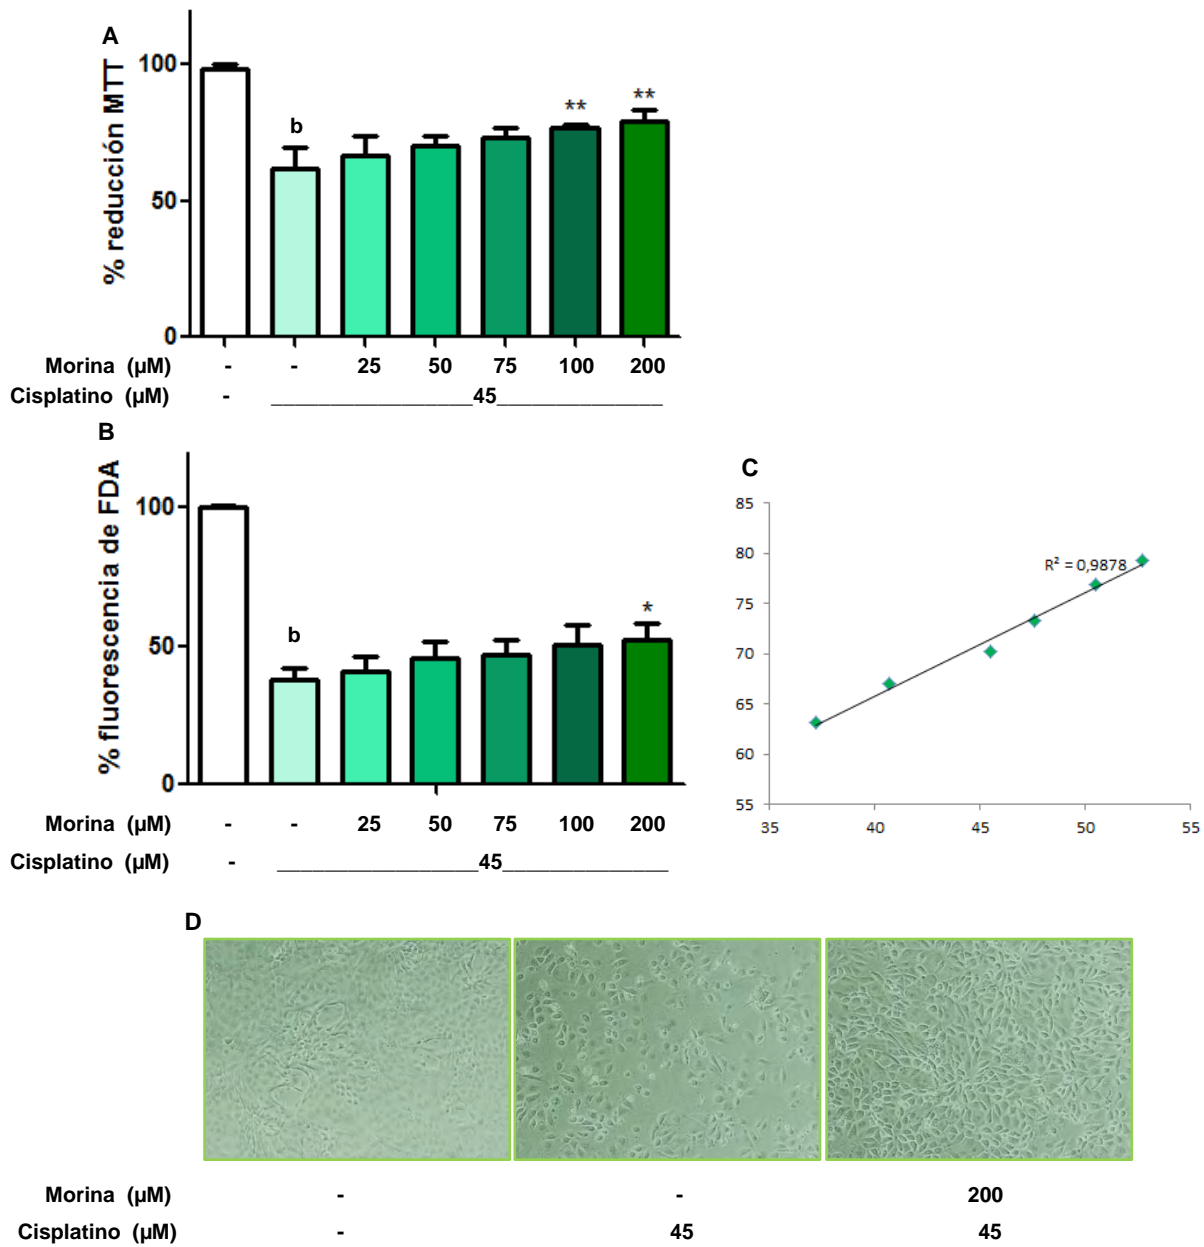 A
% reducción MTT
100
50
0
b
**
**
Morina (µM) - - 25 50 75 100 200
Cisplatino (µM) - _________________45______________
B
% fluorescencia de FDA
100
50
0
b
*
Morina (µM) - - 25 50 75 100 200
Cisplatino (µM) - _________________45______________
C
85
80
75
70
65
60
55
R² = 0,9878
35 40 45 50 55
D
Morina (µM) - - 200
Cisplatino (µM) - 45 45